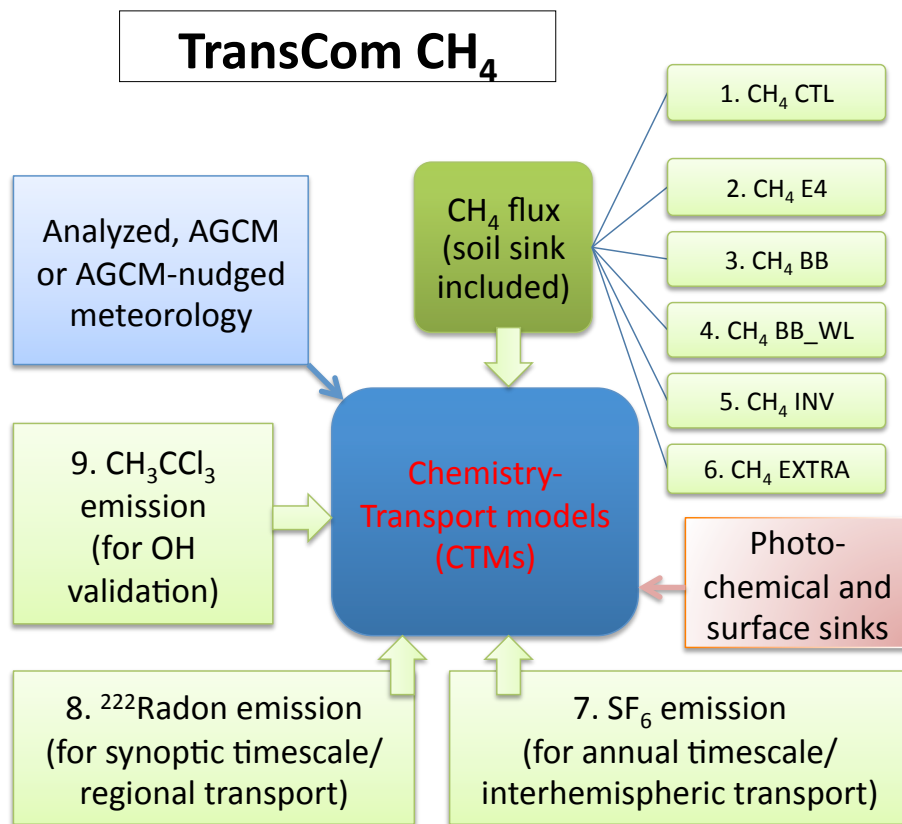 TransCom CH₄
1. CH₄ CTL
2. CH₄ E4
3. CH₄ BB
4. CH₄ BB_WL
5. CH₄ INV
6. CH₄ EXTRA
CH₄ flux
(soil sink
included)
Analyzed, AGCM
or AGCM-nudged
meteorology
9. CH₃CCl₃
emission
(for OH
validation)
Chemistry-
Transport models
(CTMs)
Photo-
chemical and
surface sinks
8. ²²²Radon emission
(for synoptic timescale/
regional transport)
7. SF₆ emission
(for annual timescale/
interhemispheric transport)